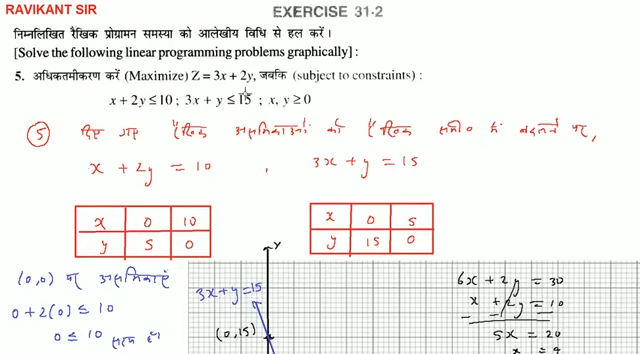 RAVIKANT SIR
EXERCISE 31·2
निम्नलिखित रैखिक प्रोग्रामन समस्या को आलेखीय विधि से हल करें।
[Solve the following linear programming problems graphically] :
5. अधिकतमीकरण करें (Maximize) Z = 3x + 2y, जबकि (subject to constraints) :
x + 2y ≤ 10 ; 3x + y ≤ 15 ; x, y ≥ 0
5 दिए गए रैखिक असमिकाओं को रैखिक समी० में बदलने पर,
x + 2y = 10 , 3x + y = 15
x 0 10
y 5 0
x 0 5
y 15 0
(0,0) पर असमिकाएं
0 + 2(0) ≤ 10
0 ≤ 10 सत्य है।
Y
3x + y = 15
(0,15)
6x + 2y = 30
x + 2y = 10
- - -
5x = 20